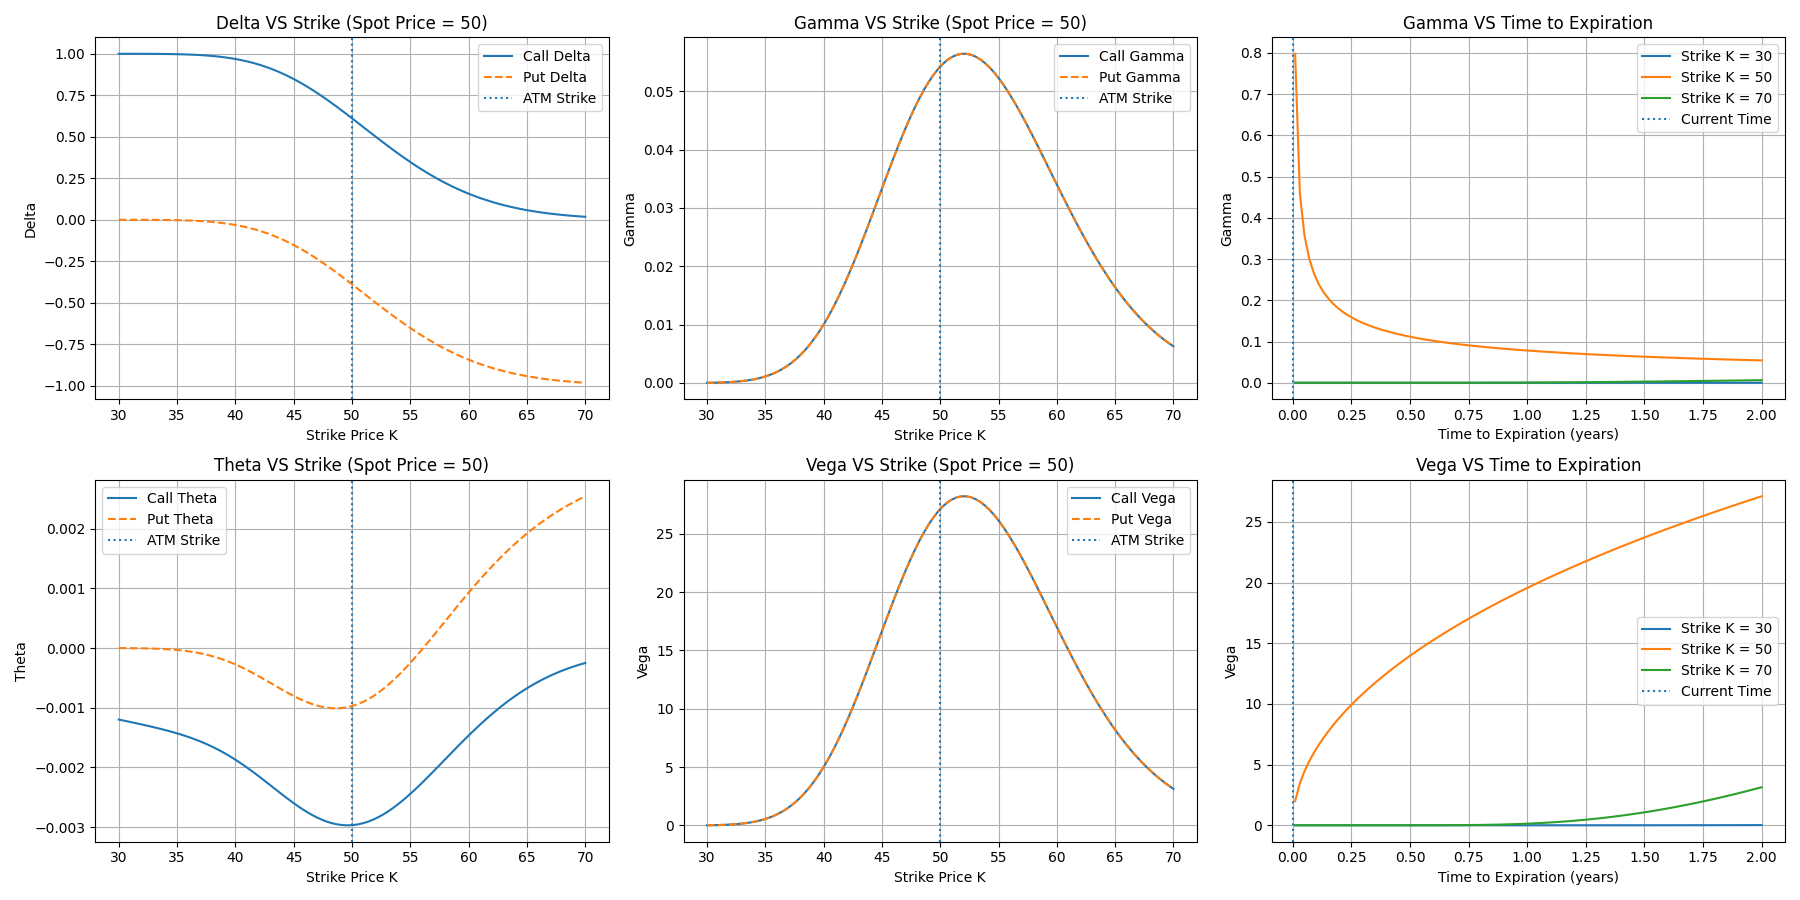 Delta VS Strike (Spot Price = 50)
Delta
1.00
0.75
0.50
0.25
0.00
−0.25
−0.50
−0.75
−1.00
Call Delta
Put Delta
ATM Strike
30 35 40 45 50 55 60 65 70
Strike Price K
Gamma VS Strike (Spot Price = 50)
Gamma
0.05
0.04
0.03
0.02
0.01
0.00
Call Gamma
Put Gamma
ATM Strike
30 35 40 45 50 55 60 65 70
Strike Price K
Gamma VS Time to Expiration
Gamma
0.8
0.7
0.6
0.5
0.4
0.3
0.2
0.1
0.0
Strike K = 30
Strike K = 50
Strike K = 70
Current Time
0.00 0.25 0.50 0.75 1.00 1.25 1.50 1.75 2.00
Time to Expiration (years)
Theta VS Strike (Spot Price = 50)
Theta
0.002
0.001
0.000
−0.001
−0.002
−0.003
Call Theta
Put Theta
ATM Strike
30 35 40 45 50 55 60 65 70
Strike Price K
Vega VS Strike (Spot Price = 50)
Vega
25
20
15
10
5
0
Call Vega
Put Vega
ATM Strike
30 35 40 45 50 55 60 65 70
Strike Price K
Vega VS Time to Expiration
Vega
25
20
15
10
5
0
Strike K = 30
Strike K = 50
Strike K = 70
Current Time
0.00 0.25 0.50 0.75 1.00 1.25 1.50 1.75 2.00
Time to Expiration (years)